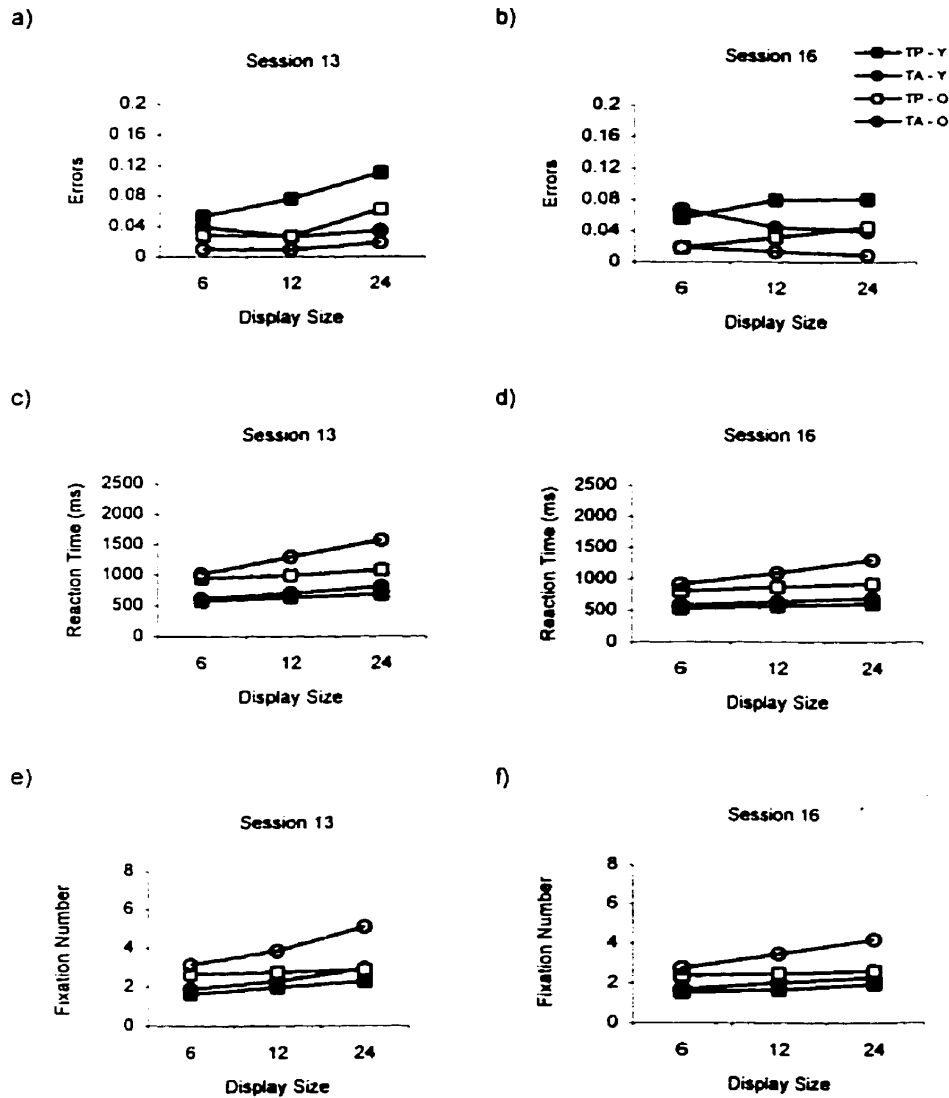 a)
Session 13
0.2
0 16
0.12
0.08
0.04
0
Errors
6 12 24
Display Size
b)
Session 16
0.2
0 16
0.12
0.08
0.04
0
Errors
6 12 24
Display Size
TP - Y
TA - Y
TP - O
TA - O
c)
Session 13
2500
2000
1500
1000
500
0
Reaction Time (ms)
6 12 24
Display Size
d)
Session 16
2500
2000
1500
1000
500
0
Reaction Time (ms)
6 12 24
Display Size
e)
Session 13
8
6
4
2
0
Fixation Number
6 12 24
Display Size
f)
Session 16
8
6
4
2
0
Fixation Number
6 12 24
Display Size